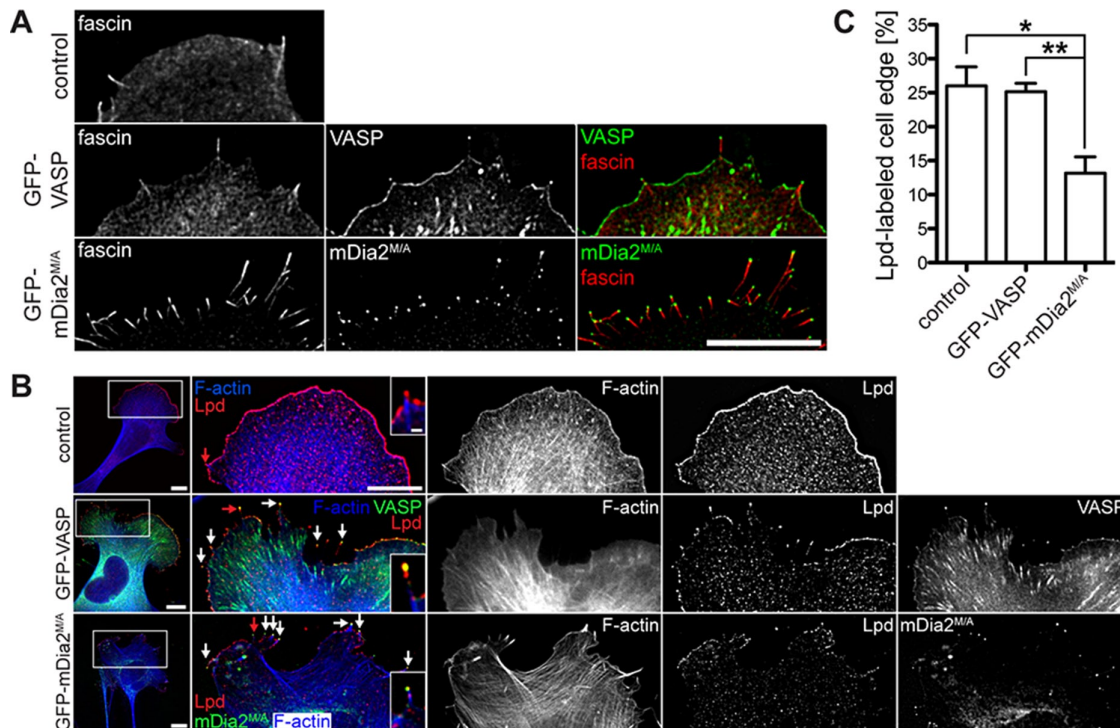 A
control
fascin
GFP-
VASP
fascin
VASP
VASP
fascin
GFP-
mDia2M/A
fascin
mDia2M/A
mDia2M/A
fascin
C
Lpd-labeled cell edge [%]
35
30
25
20
15
10
5
0
*
**
control
GFP-VASP
GFP-mDia2M/A
B
control
F-actin
Lpd
F-actin
Lpd
GFP-VASP
F-actin VASP
Lpd
F-actin
Lpd
VASP
GFP-mDia2M/A
Lpd
mDia2M/A F-actin
F-actin
Lpd
mDia2M/A